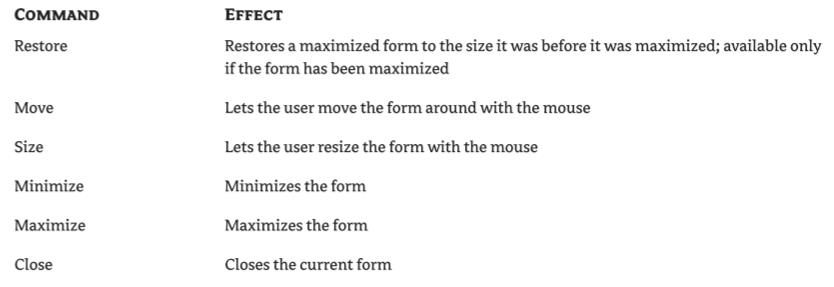 COMMAND EFFECT
Restore Restores a maximized form to the size it was before it was maximized; available only
if the form has been maximized
Move Lets the user move the form around with the mouse
Size Lets the user resize the form with the mouse
Minimize Minimizes the form
Maximize Maximizes the form
Close Closes the current form